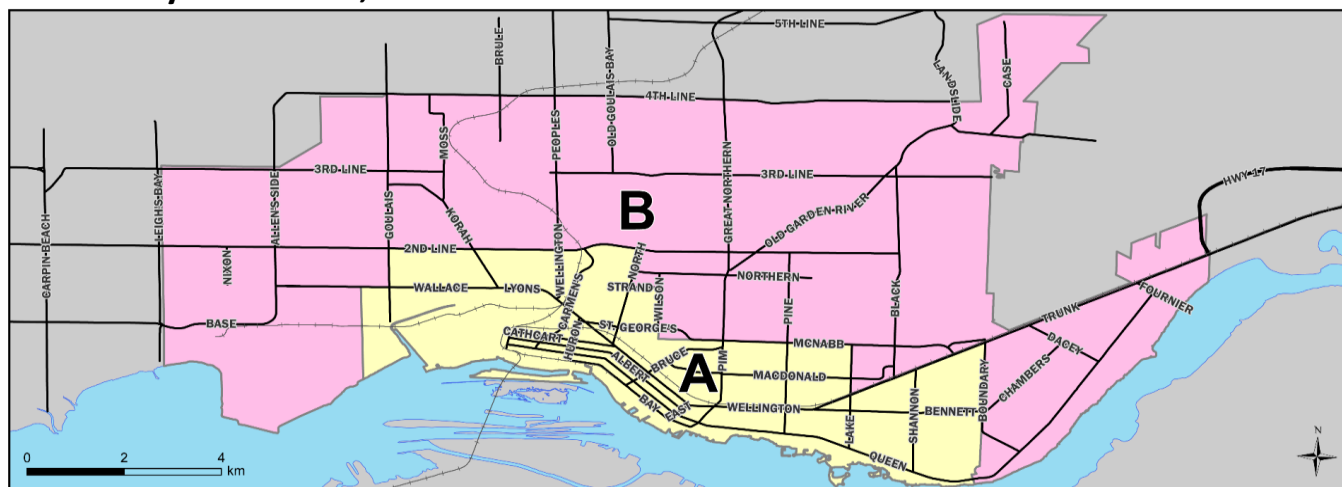 5TH LINE
BRULE
PEOPLES
OLD GOULAIS BAY
LANDSLIDE
CASE
4TH LINE
MOSS
GREAT NORTHERN
3RD LINE
3RD LINE
HWY 17
CARPIN BEACH
LEIGH'S BAY
ALLEN'S SIDE
GOULAIS
KORAH
B
OLD GARDEN RIVER
2ND LINE
NIXON
WELLINGTON
NORTH
NORTHERN
WALLACE
LYONS
CARMEN'S
STRAND
WILSON
PINE
BLACK
FOURNIER
TRUNK
BASE
CATHCART
HURON
ST. GEORGE'S
MCNABB
DACEY
ALBERT
BRUCE
A
PIM
MACDONALD
CHAMBERS
BOUNDARY
BAY
EAST
WELLINGTON
LAKE
SHANNON
BENNETT
QUEEN
0 2 4
km
N